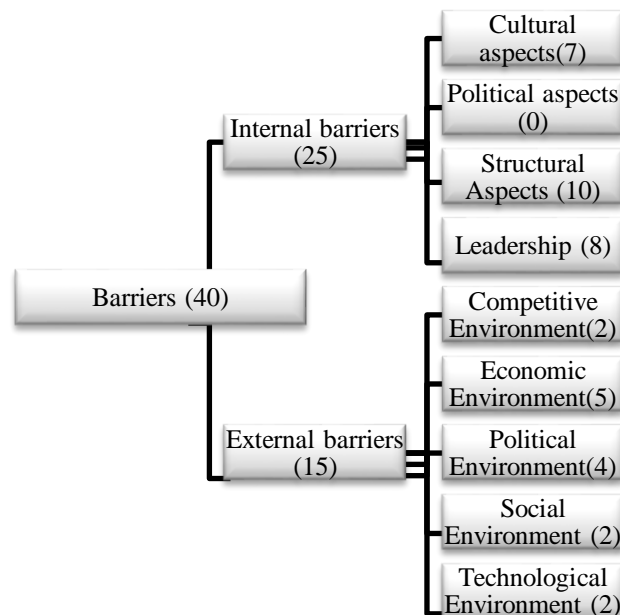 Cultural
aspects(7)
Political aspects
(0)
Internal barriers
(25)
Structural
Aspects (10)
Leadership (8)
Barriers (40)
Competitive
Environment(2)
Economic
Environment(5)
External barriers
(15)
Political
Environment(4)
Social
Environment (2)
Technological
Environment (2)